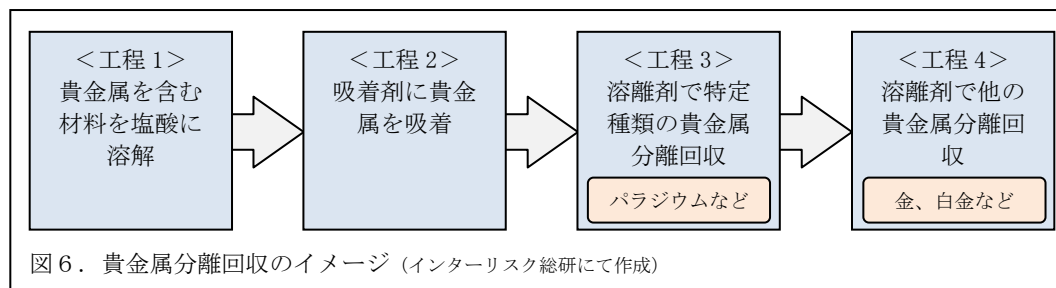 ＜工程 1＞
貴金属を含む
材料を塩酸に
溶解
＜工程 2＞
吸着剤に貴金
属を吸着
＜工程 3＞
溶離剤で特定
種類の貴金属
分離回収
パラジウムなど
＜工程 4＞
溶離剤で他の
貴金属分離回
収
金、白金など
図６．貴金属分離回収のイメージ（インターリスク総研にて作成）